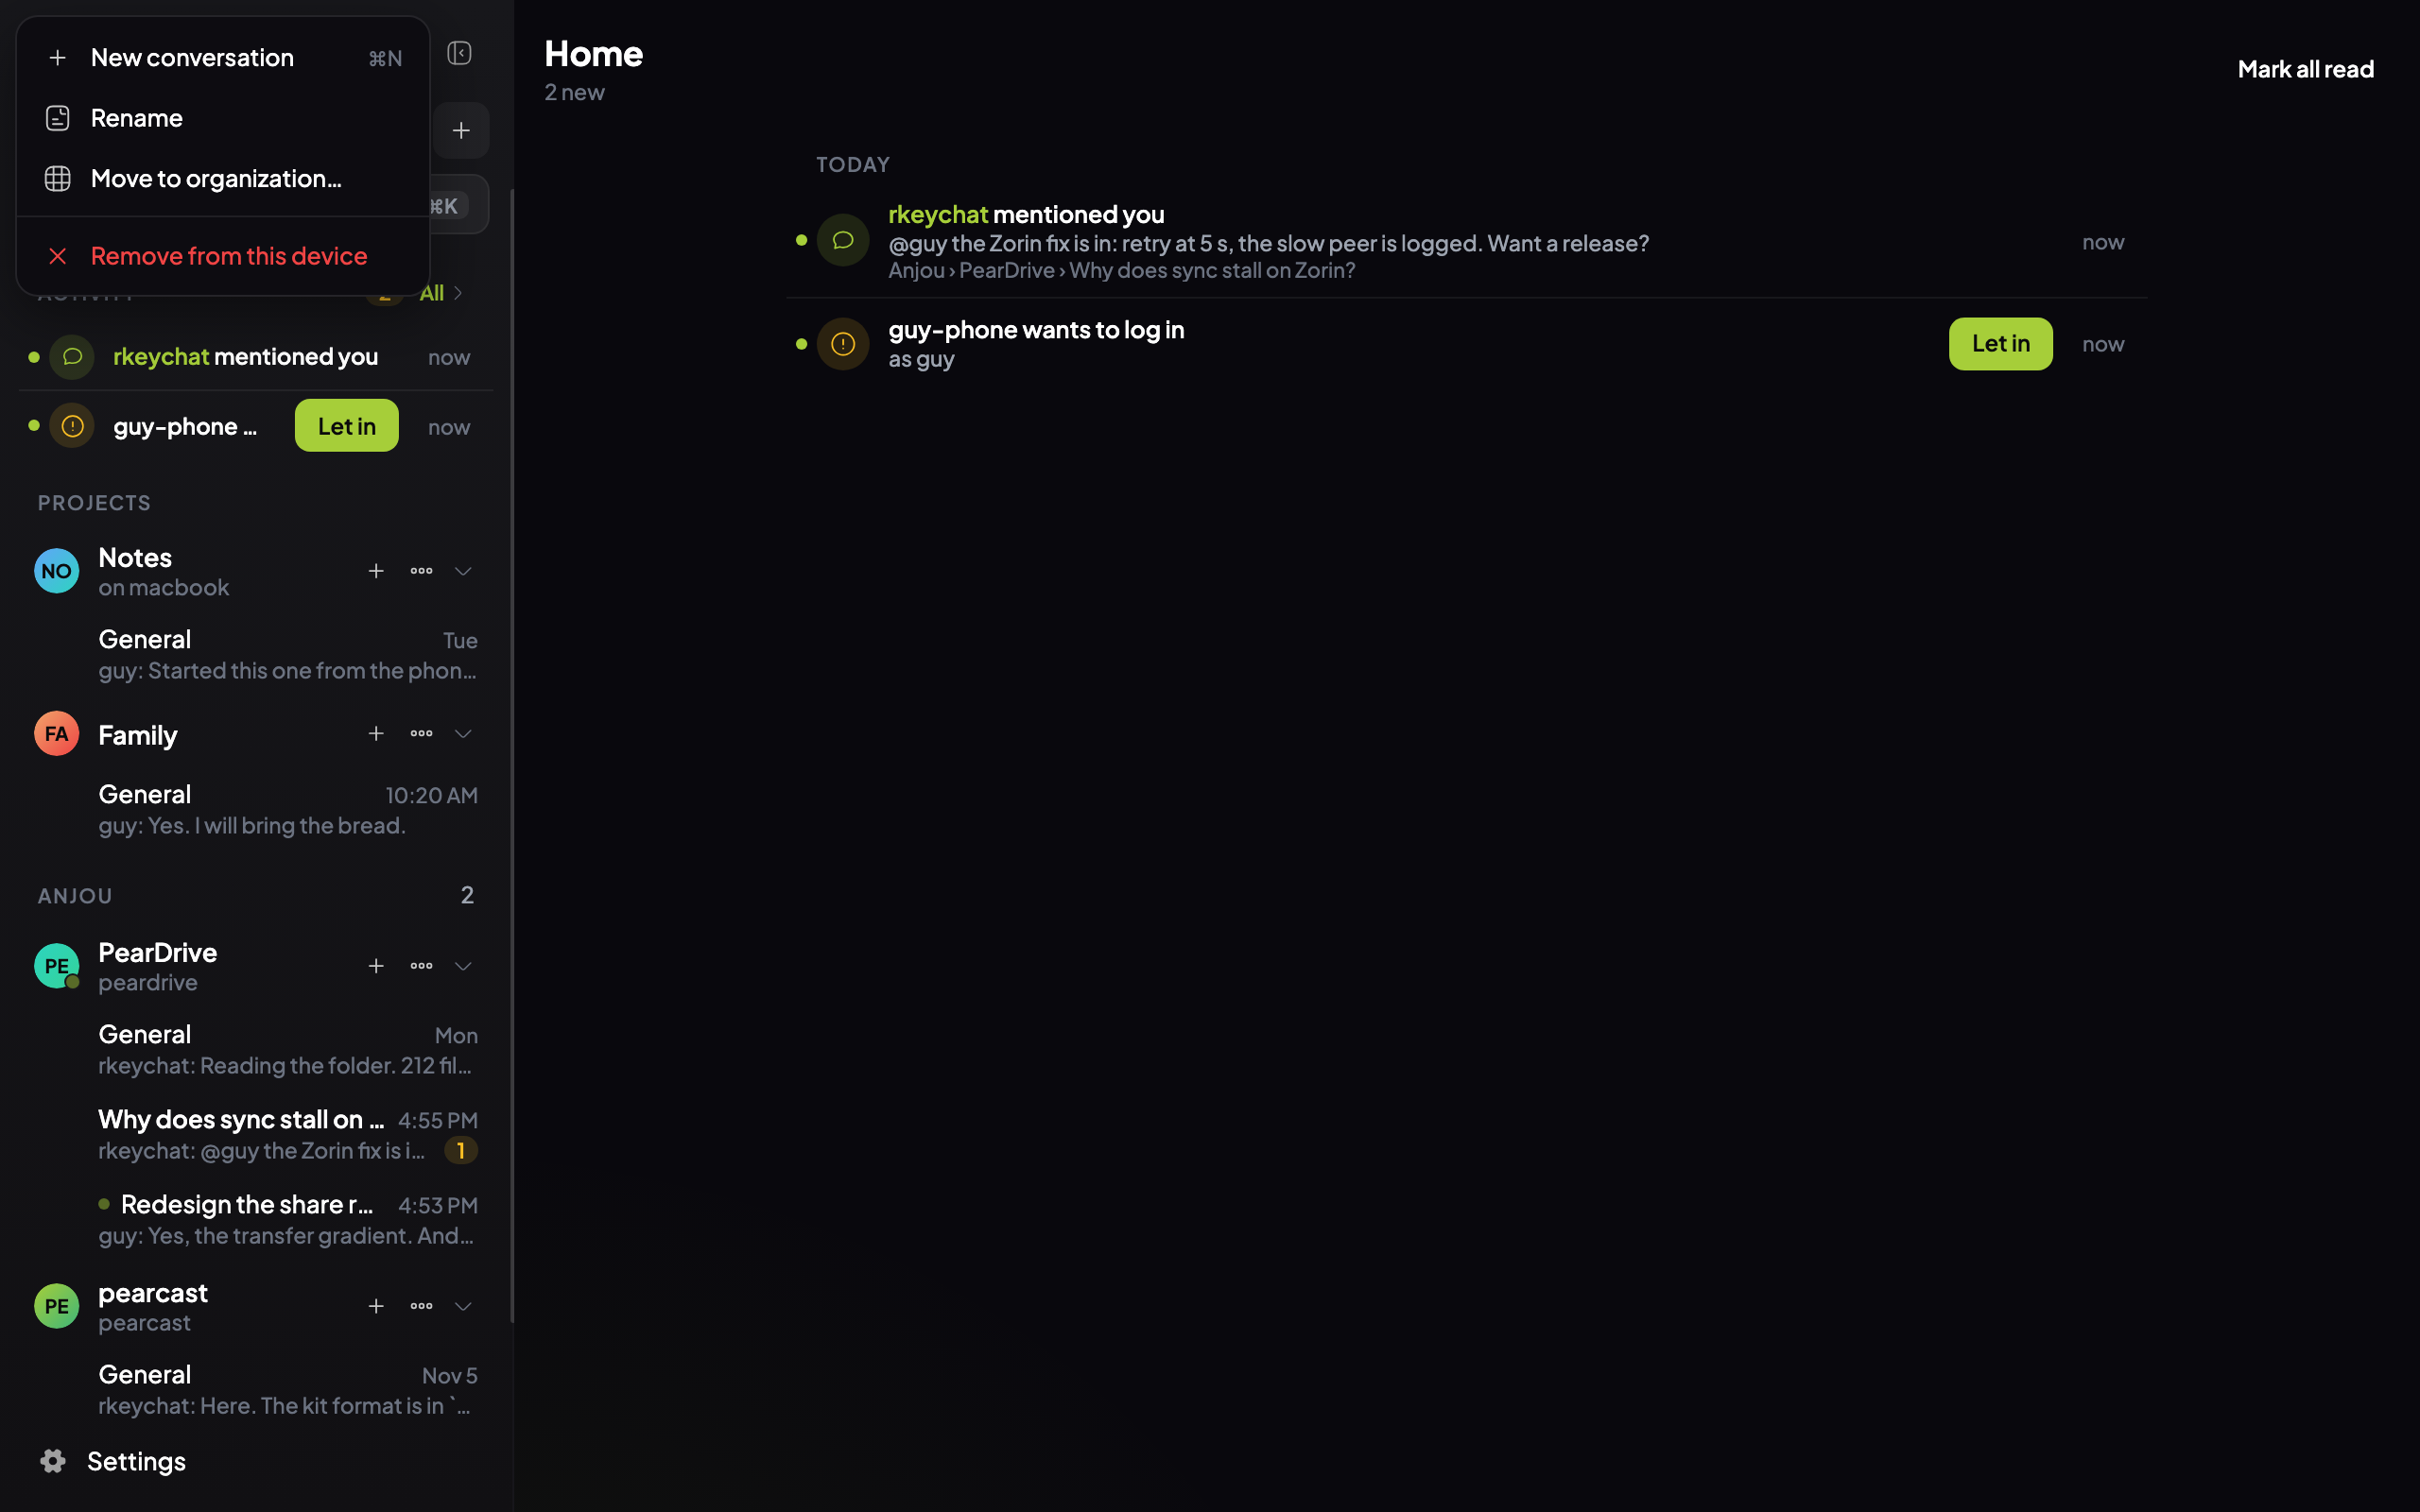 New conversation ⌘N
Rename
Move to organization…
Remove from this device
⌘K
All
rkeychat mentioned you now
guy-phone … Let in now
PROJECTS
NO Notes
on macbook
General Tue
guy: Started this one from the phon…
FA Family
General 10:20 AM
guy: Yes. I will bring the bread.
ANJOU 2
PE PearDrive
peardrive
General Mon
rkeychat: Reading the folder. 212 fil…
Why does sync stall on … 4:55 PM
rkeychat: @guy the Zorin fix is i… 1
Redesign the share r… 4:53 PM
guy: Yes, the transfer gradient. And…
PE pearcast
pearcast
General Nov 5
rkeychat: Here. The kit format is in `…
Settings
Home
2 new
Mark all read
TODAY
rkeychat mentioned you
@guy the Zorin fix is in: retry at 5 s, the slow peer is logged. Want a release?
Anjou › PearDrive › Why does sync stall on Zorin?
now
guy-phone wants to log in
as guy
Let in now